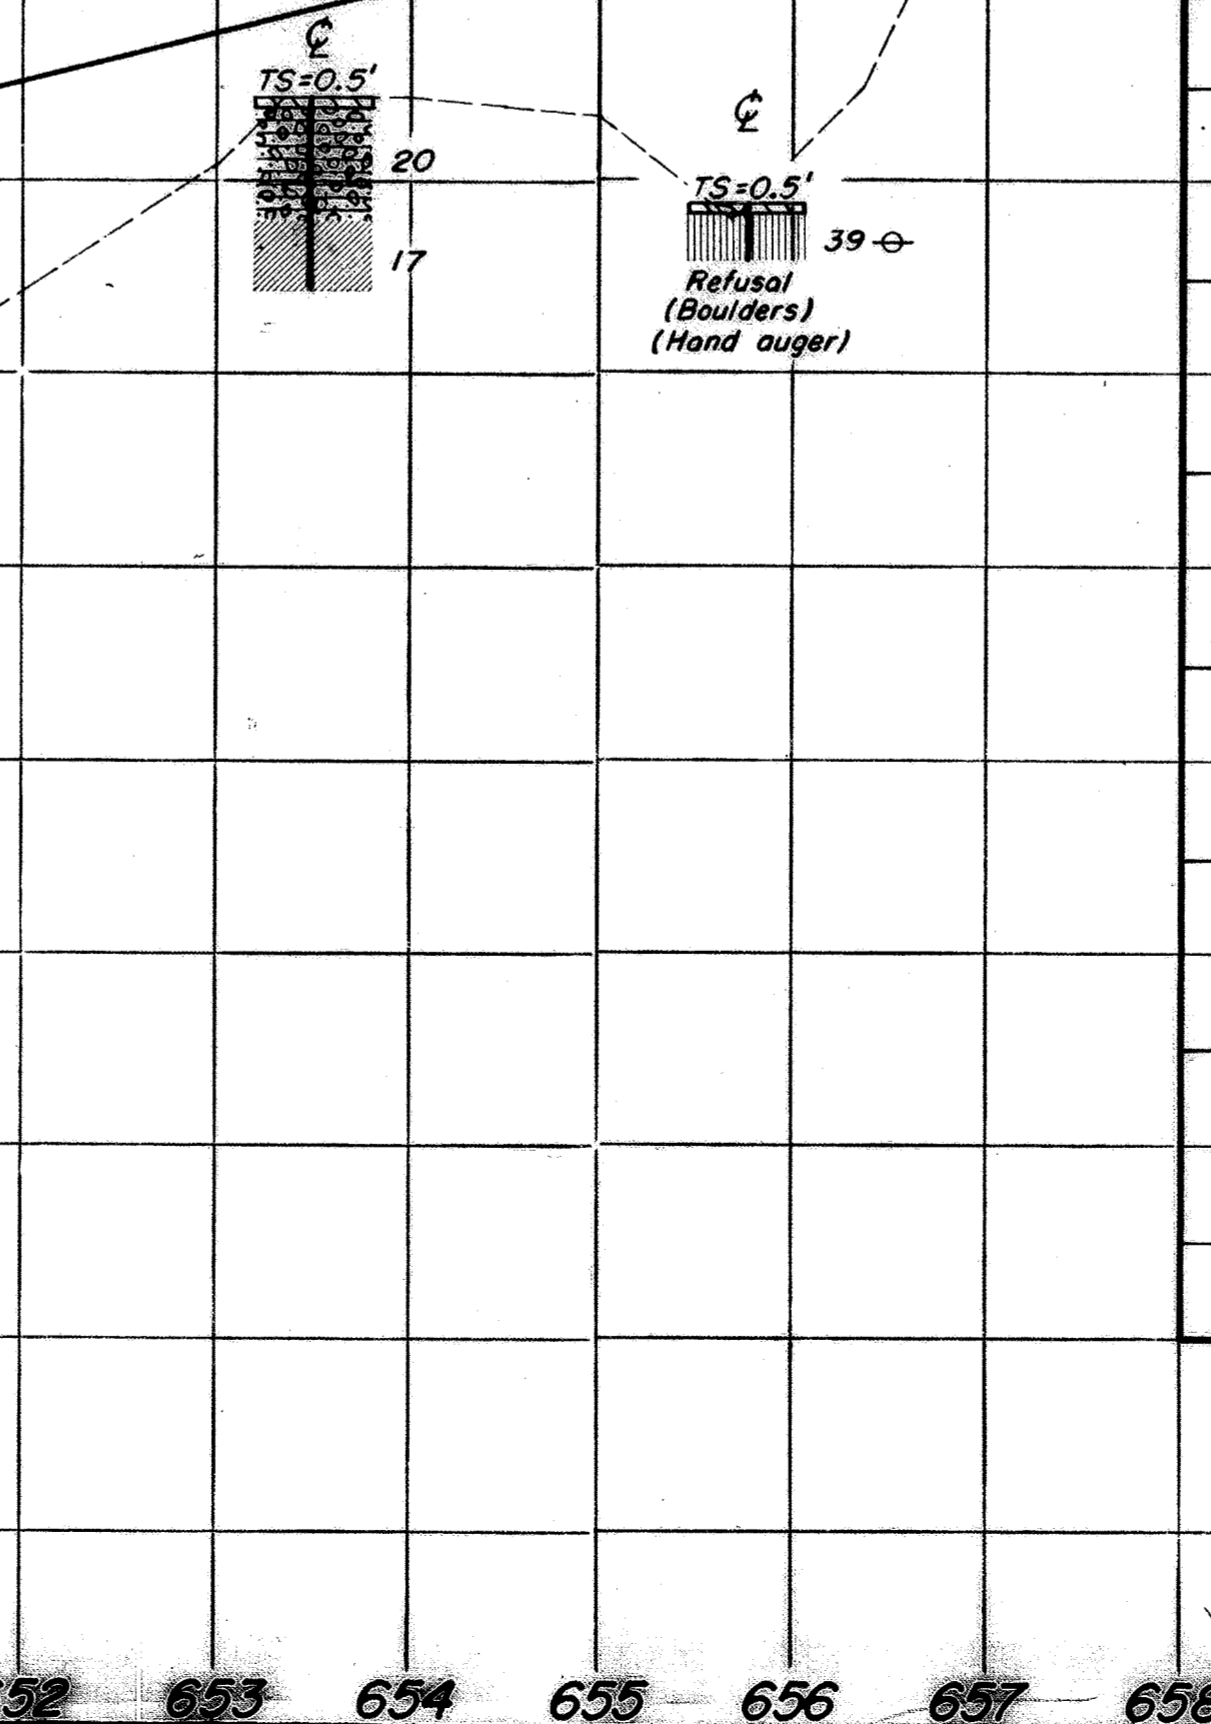 ℄
TS=0.5'
20
17
℄
TS=0.5'
39
Refusal
(Boulders)
(Hand auger)
52 653 654 655 656 657 658